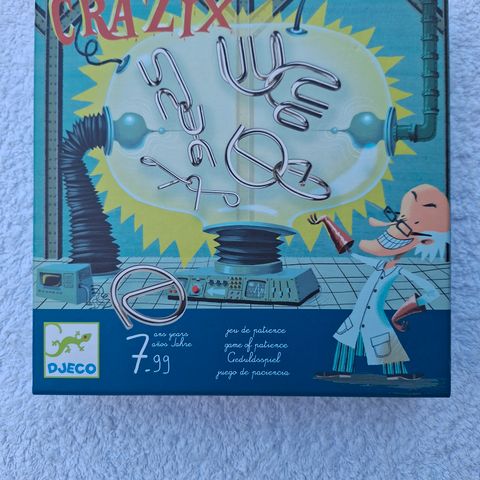 CRAZIX
ans years
años Jahre
7-99
jeu de patience
game of patience
Geduldsspiel
juego de paciencia
DJECO